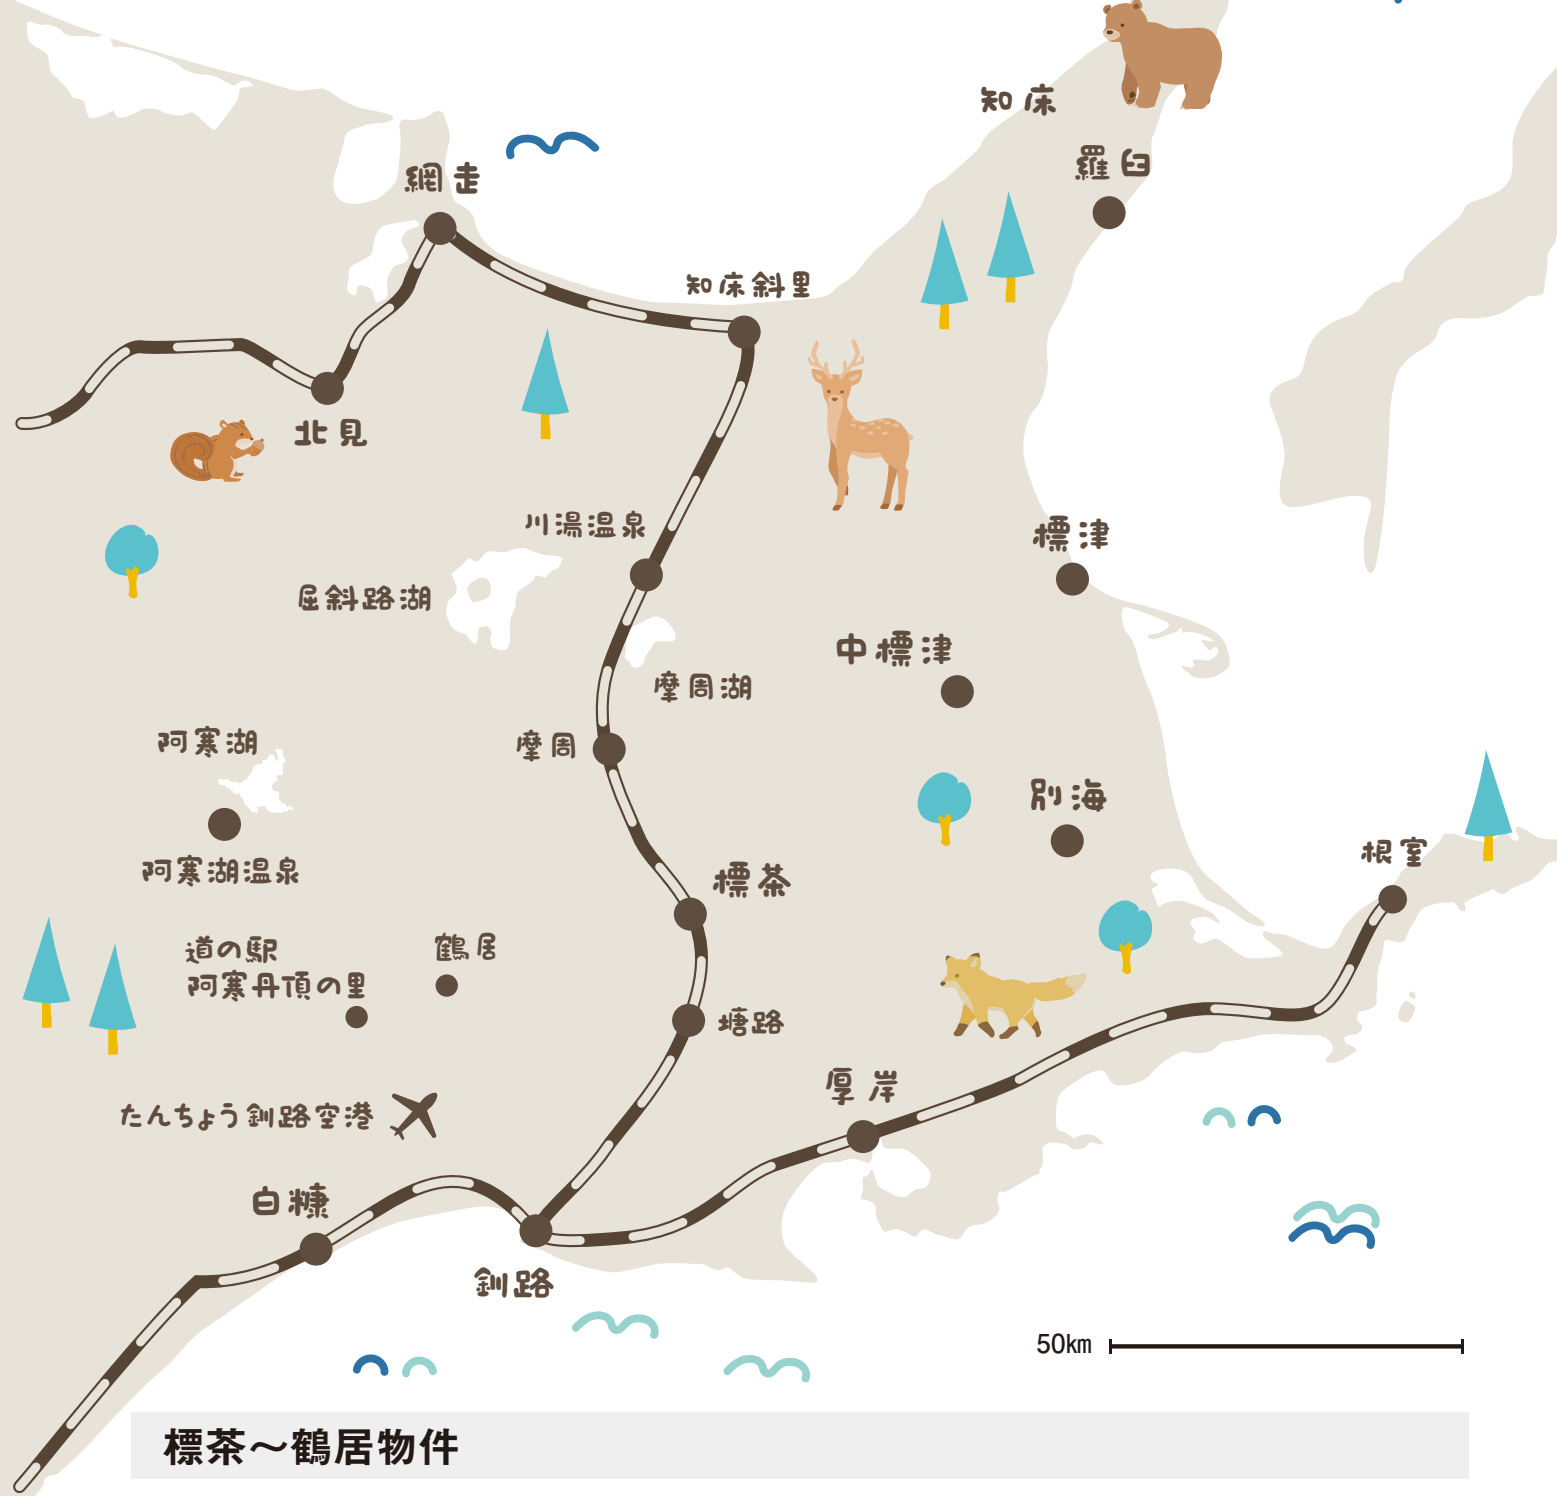 知床
羅臼
網走
知床斜里
北見
川湯温泉
標津
屈斜路湖
中標津
摩周湖
阿寒湖
摩周
別海
根室
阿寒湖温泉
標茶
道の駅
阿寒丹頂の里
鶴居
塘路
厚岸
たんちょう釧路空港
白糠
釧路
50km
標茶〜鶴居物件